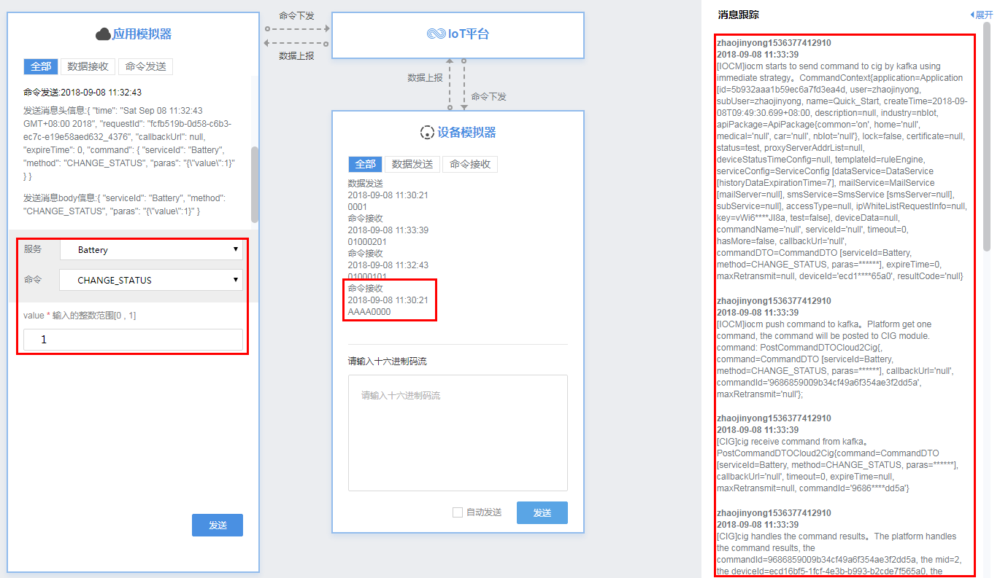 应用模拟器
全部
数据接收
命令发送
命令发送:2018-09-08 11:32:43
发送消息头信息:{ "time": "Sat Sep 08 11:32:43
GMT+08:00 2018", "requestId": "fcfb519b-0d58-c6b3-
ec7c-e19e58aed632_4376", "callbackUrl": null,
"expireTime": 0, "command": { "serviceId": "Battery",
"method": "CHANGE_STATUS", "paras": "{\"value\":1}"
} }
发送消息body信息:{ "serviceId": "Battery", "method":
"CHANGE_STATUS", "paras": "{\"value\":1}" }
服务
Battery
命令
CHANGE_STATUS
value * 输入的整数范围[0 , 1]
1
发送
命令下发
数据上报
IoT平台
数据上报
命令下发
设备模拟器
全部
数据发送
命令接收
数据发送
2018-09-08 11:30:21
0001
命令接收
2018-09-08 11:33:39
01000201
命令接收
2018-09-08 11:32:43
01000101
命令接收
2018-09-08 11:30:21
AAAA0000
请输入十六进制码流
请输入十六进制码流
自动发送
发送
消息跟踪
展开
zhaojinyong1536377412910
2018-09-08 11:33:39
[IOCM]iocm starts to send command to cig by kafka using
immediate strategy。CommandContext{application=Application
[id=5b932aaa1b59ec6a7fd3ea4d, user=zhaojinyong,
subUser=zhaojinyong, name=Quick_Start, createTime=2018-09-
08T09:49:30.699+08:00, description=null, industry=nbIot,
apiPackage=ApiPackage{common='on', home='null',
medical='null', car='null', nbIot='null'}, lock=false, certificate=null,
status=test, proxyServerAddrList=null,
deviceStatusTimeConfig=null, templateId=ruleEngine,
serviceConfig=ServiceConfig [dataService=DataService
[historyDataExpirationTime=7], mailService=MailService
[mailServer=null], smsService=SmsService [smsServer=null],
subService=null], accessType=null, ipWhiteListRequestInfo=null,
key=vWi6****JI8a, test=false], deviceData=null,
commandName='null', serviceId='null', timeout=0,
hasMore=false, callbackUrl='null',
commandDTO=CommandDTO [serviceId=Battery,
method=CHANGE_STATUS, paras=******], expireTime=0,
maxRetransmit=null, deviceId='ecd1****65a0', resultCode='null}
zhaojinyong1536377412910
2018-09-08 11:33:39
[IOCM]iocm push command to kafka。Platform get one
command, the command will be posted to CIG module.
command: PostCommandDTOCloud2Cig{,
command=CommandDTO [serviceId=Battery,
method=CHANGE_STATUS, paras=******], callbackUrl='null',
commandId='9686859009b34cf49a6f354ae3f2dd5a',
maxRetransmit='null'};
zhaojinyong1536377412910
2018-09-08 11:33:39
[CIG]cig receive command from kafka。
PostCommandDTOCloud2Cig{command=CommandDTO
[serviceId=Battery, method=CHANGE_STATUS, paras=******],
callbackUrl='null', timeout=0, expireTime=null,
maxRetransmit=null, commandId='9686****dd5a'}
zhaojinyong1536377412910
2018-09-08 11:33:39
[CIG]cig handles the command results。The platform handles
the command results, the
commandId=9686859009b34cf49a6f354ae3f2dd5a, the mid=2,
the deviceId=ecd16bf5-1fcf-4e3b-b993-b2cde7f565a0, the